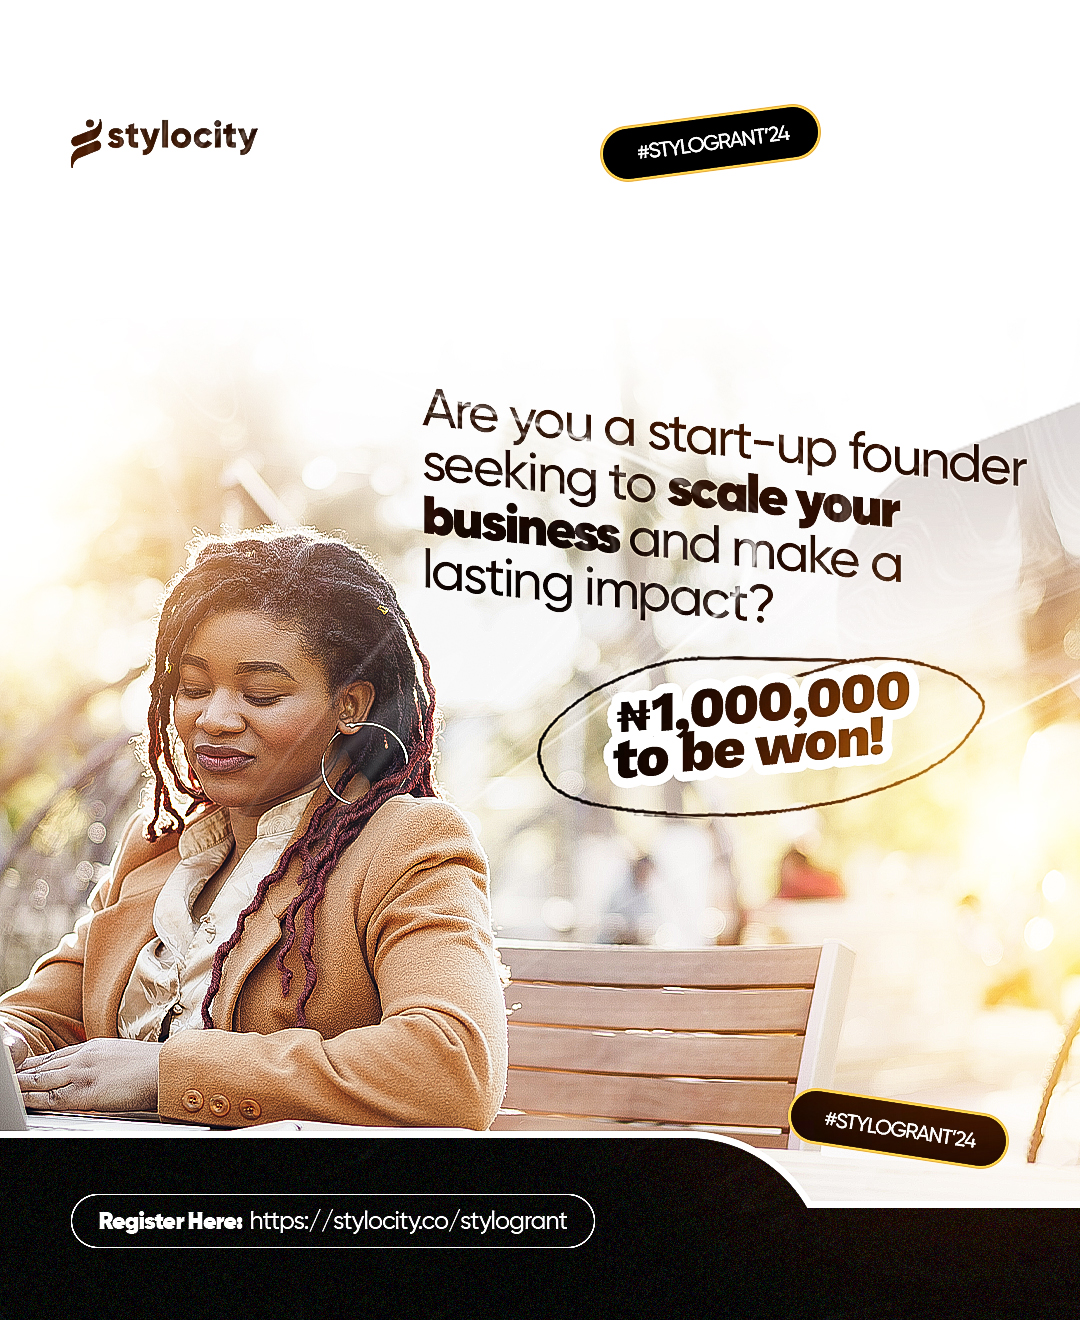 stylocity
#STYLOGRANT'24
Are you a start-up founder
seeking to scale your
business and make a
lasting impact?
₦1,000,000
to be won!
#STYLOGRANT'24
Register Here: https://stylocity.co/stylogrant